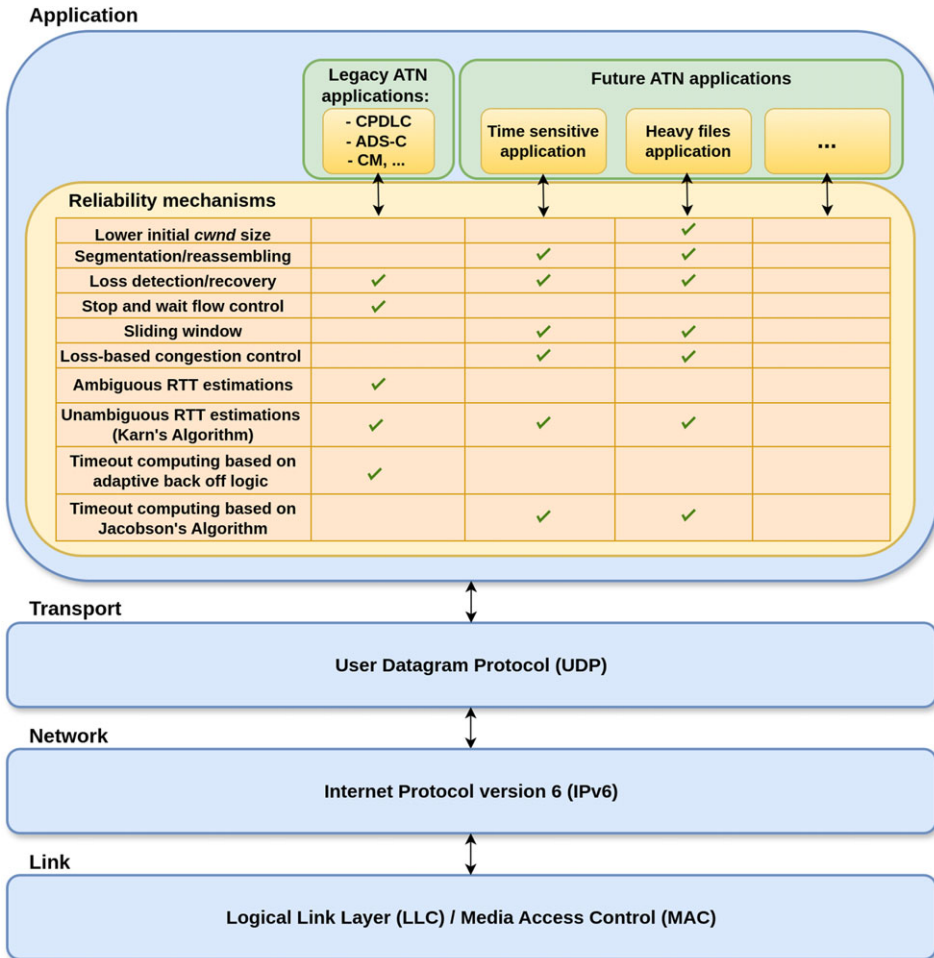 Application
Legacy ATN
applications:
- CPDLC
- ADS-C
- CM, ...
Future ATN applications
Time sensitive
application
Heavy files
application
...
Reliability mechanisms
Lower initial cwnd size
✓
Segmentation/reassembling
✓ ✓
Loss detection/recovery
✓ ✓ ✓
Stop and wait flow control
✓
Sliding window
✓ ✓
Loss-based congestion control
✓ ✓
Ambiguous RTT estimations
✓
Unambiguous RTT estimations
(Karn's Algorithm)
✓ ✓ ✓
Timeout computing based on
adaptive back off logic
✓
Timeout computing based on
Jacobson's Algorithm
✓ ✓
Transport
User Datagram Protocol (UDP)
Network
Internet Protocol version 6 (IPv6)
Link
Logical Link Layer (LLC) / Media Access Control (MAC)